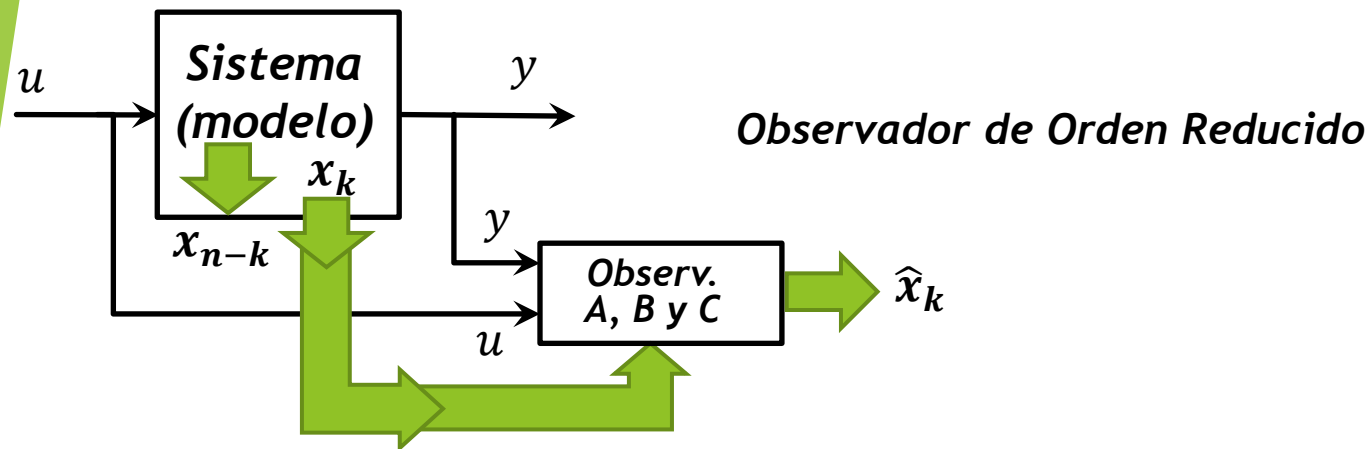 u
Sistema
(modelo)
y
Observador de Orden Reducido
x_k
x_{n-k}
y
u
Observ.
A, B y C
x̂_k